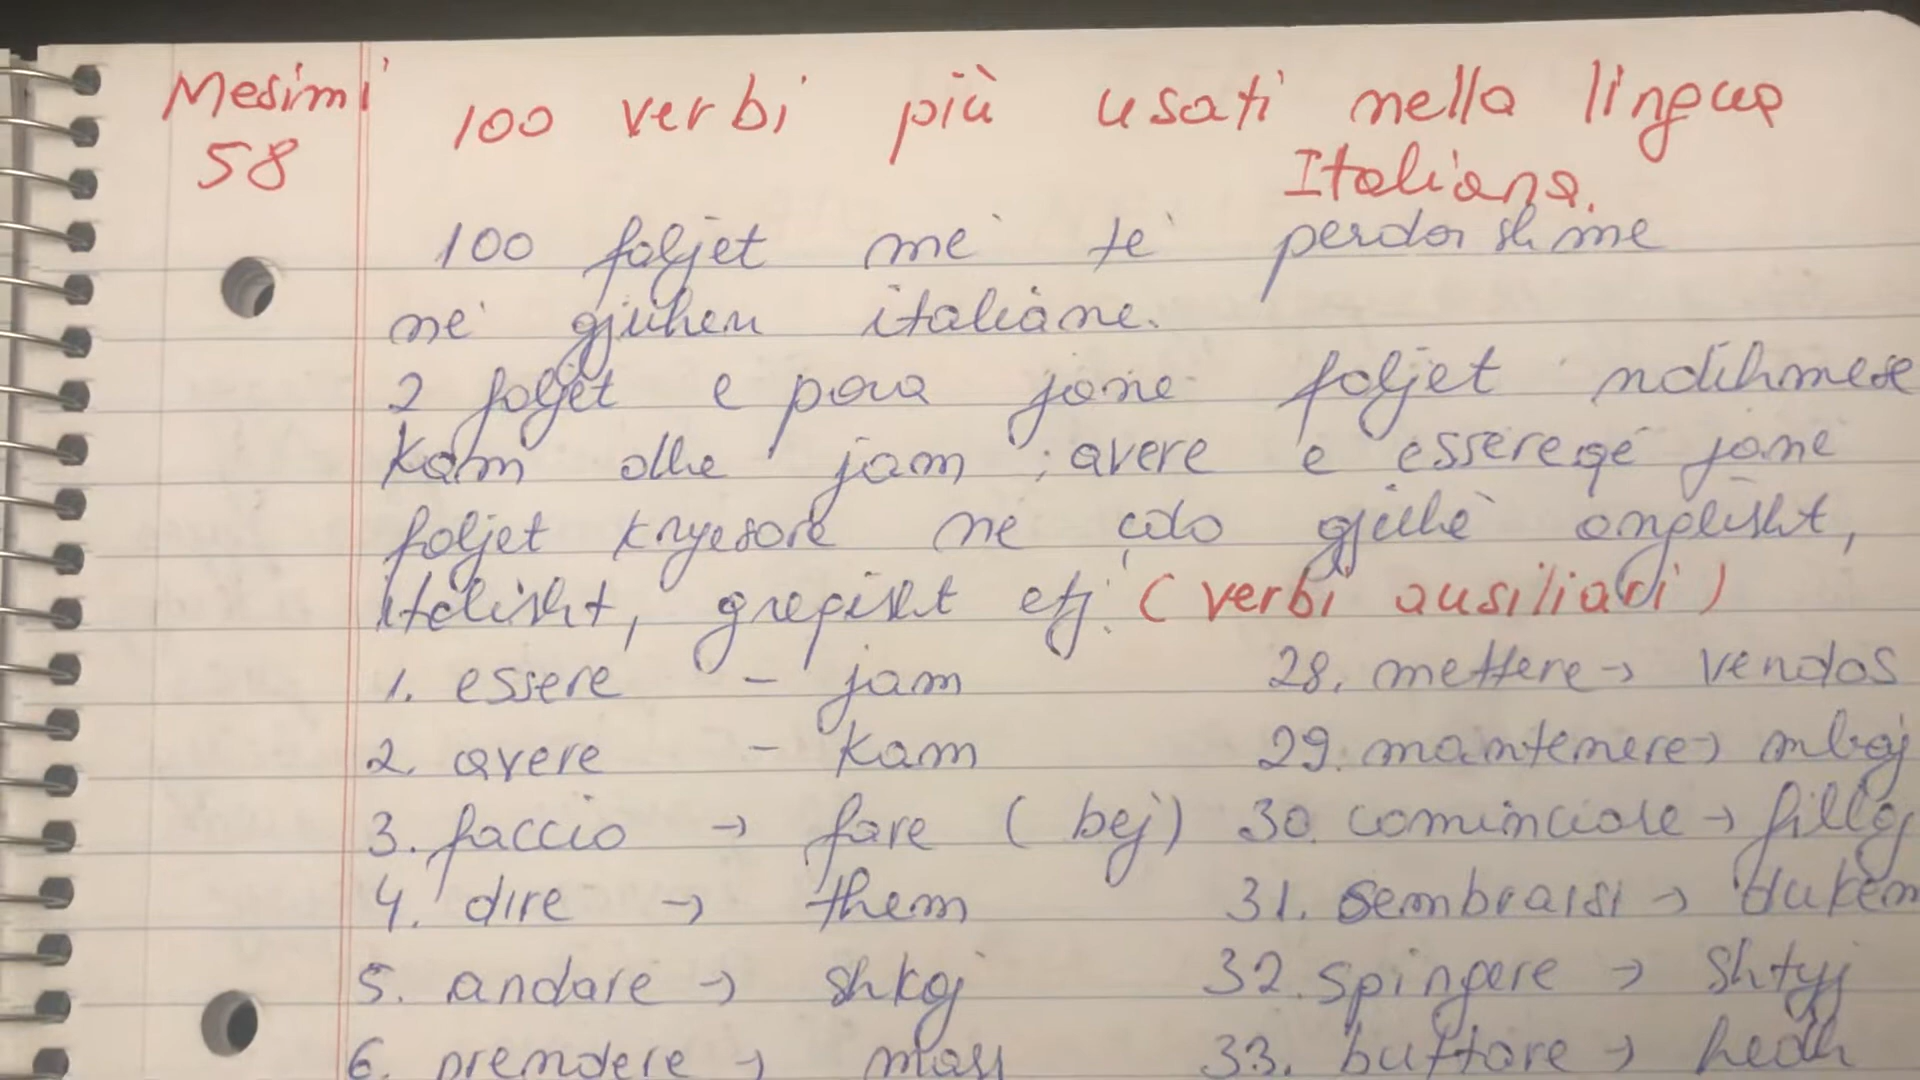 Mesimi 58
100 verbi più usati nella lingua
Italiana.
100 foljet më të perdorshme
në gjuhen italiane.
2 foljet e para janë foljet ndihmese
Kam dhe jam ; avere e essere që janë
foljet kryesore në çdo gjuhë anglisht,
italisht, greqisht etj. (verbi ausiliari)
1. essere - jam
2. avere - Kam
3. faccio → fare (bej)
4. dire → them
5. andare → shkoj
6. prendere → marr
28. mettere → vendos
29. mantenere → mbaj
30. cominciare → filloj
31. sembrarsi → dukem
32. spingere → shtyj
33. buttare → hedh